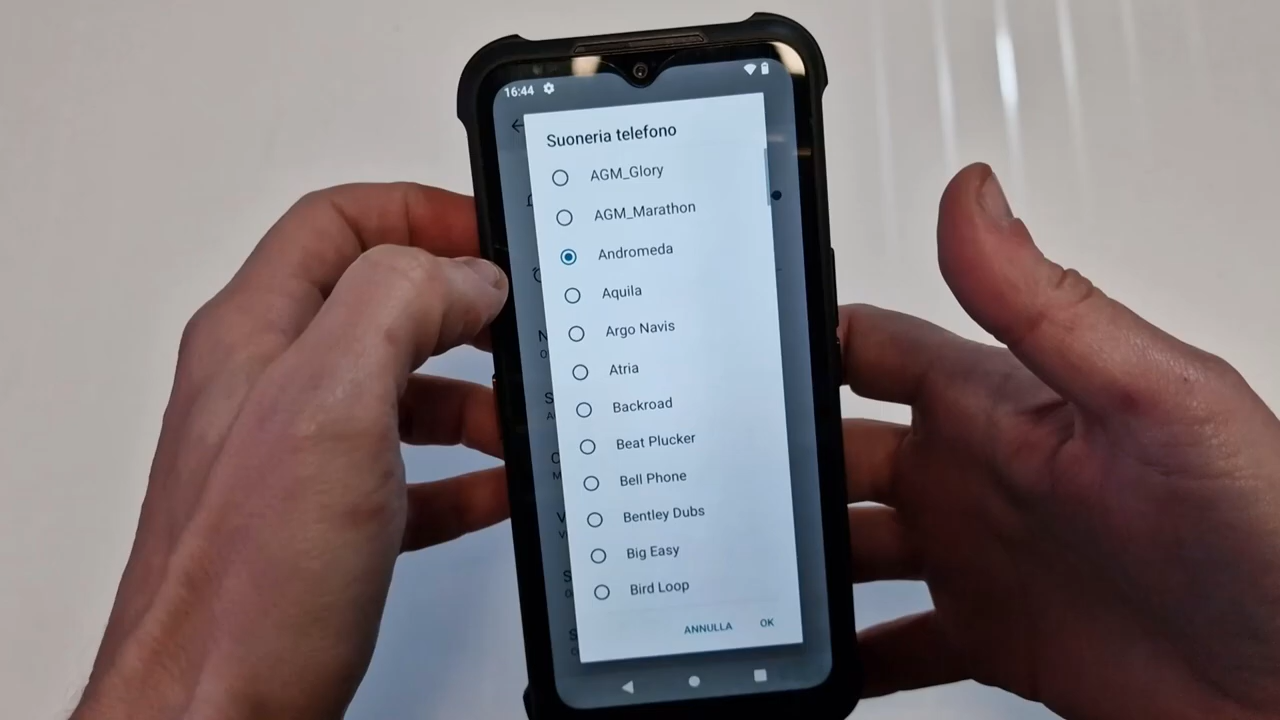 16:44
Suoneria telefono
AGM_Glory
AGM_Marathon
Andromeda
Aquila
Argo Navis
Atria
Backroad
Beat Plucker
Bell Phone
Bentley Dubs
Big Easy
Bird Loop
ANNULLA OK